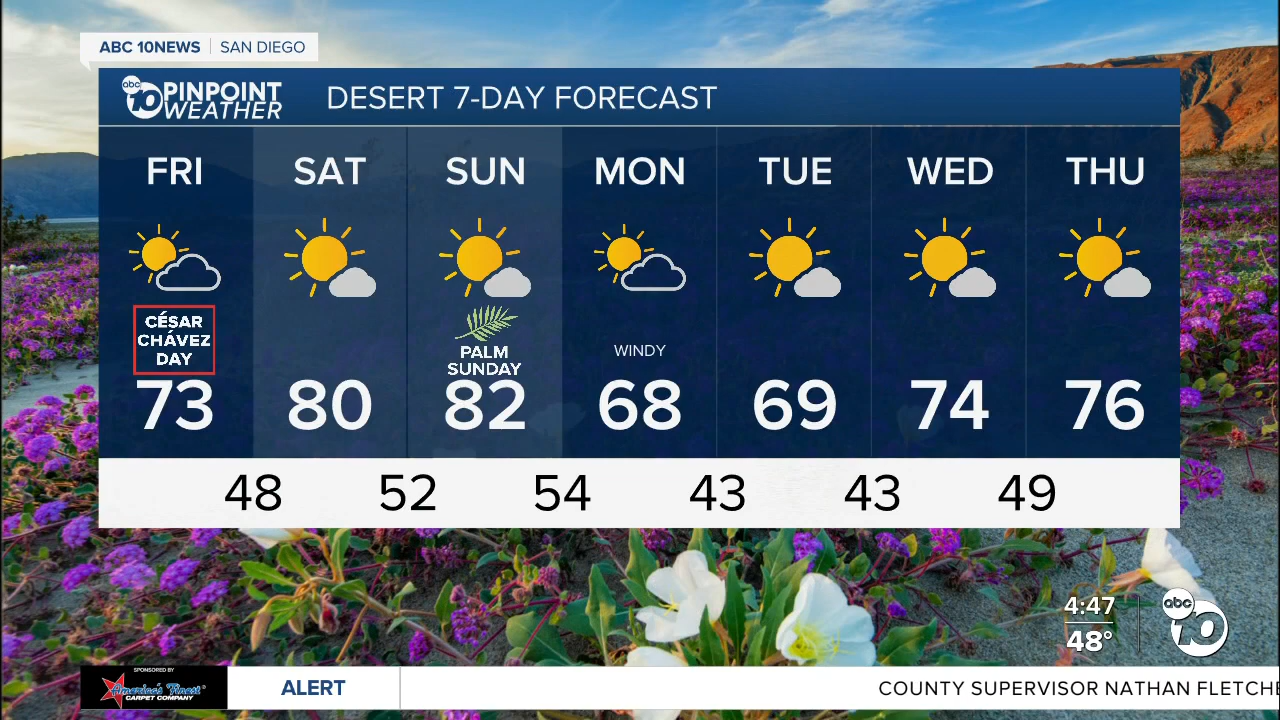 ABC 10NEWS | SAN DIEGO
abc 10 PINPOINT WEATHER
DESERT 7-DAY FORECAST
FRI SAT SUN MON TUE WED THU
CÉSAR
CHÁVEZ
DAY
PALM
SUNDAY
WINDY
73 80 82 68 69 74 76
48 52 54 43 43 49
4:47
48°
abc 10
SPONSORED BY
America's Finest
CARPET COMPANY
ALERT
COUNTY SUPERVISOR NATHAN FLETCHE